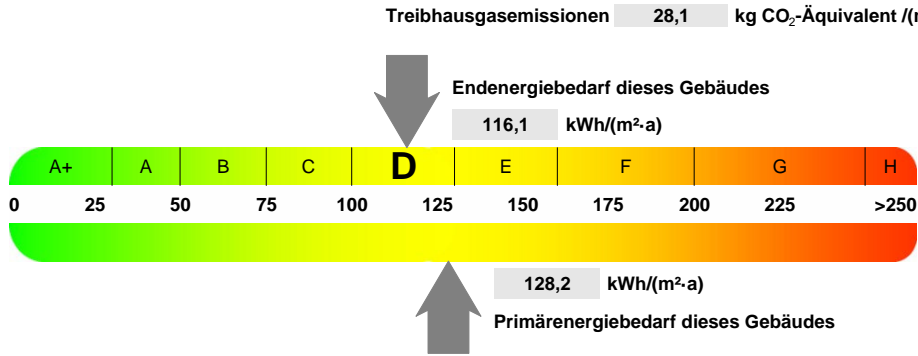 Treibhausgasemissionen 28,1 kg CO₂-Äquivalent /(
Endenergiebedarf dieses Gebäudes
116,1 kWh/(m²·a)
A+ A B C D E F G H
0 25 50 75 100 125 150 175 200 225 >250
128,2 kWh/(m²·a)
Primärenergiebedarf dieses Gebäudes